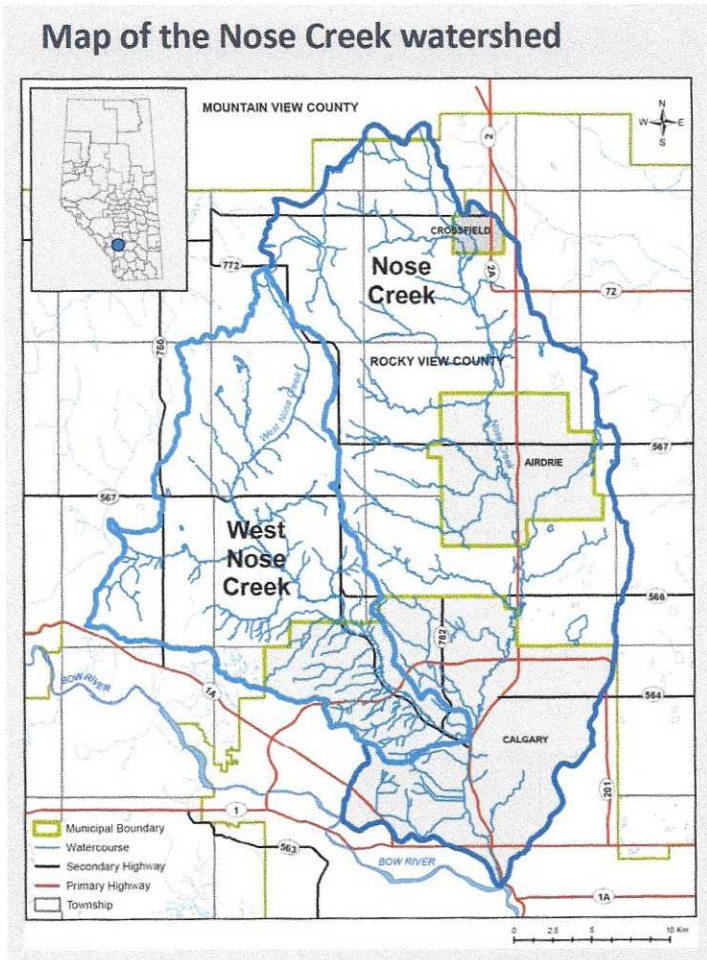 Map of the Nose Creek watershed
MOUNTAIN VIEW COUNTY
N
W E
S
2
CROSSFIELD
772
Nose
Creek
2A
72
766
ROCKY VIEW COUNTY
West Nose Creek
Nose Creek
567
AIRDRIE
567
West
Nose
Creek
566
782
BOW RIVER
1A
564
CALGARY
201
1
563
BOW RIVER
1A
Municipal Boundary
Watercourse
Secondary Highway
Primary Highway
Township
0 2.5 5 10 Km